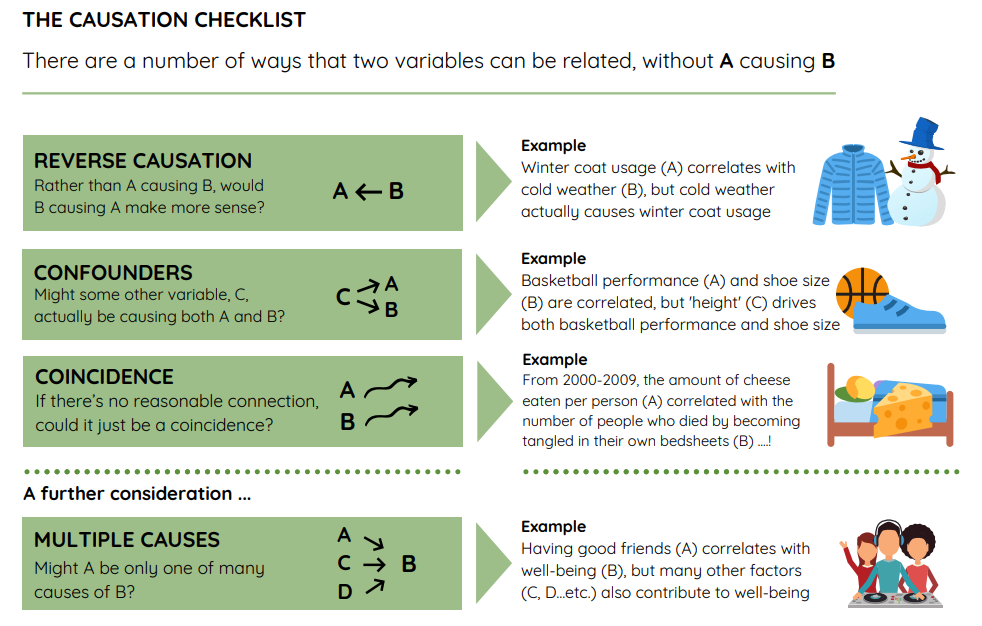 THE CAUSATION CHECKLIST
There are a number of ways that two variables can be related, without A causing B
REVERSE CAUSATION
Rather than A causing B, would
B causing A make more sense?
A ← B
Example
Winter coat usage (A) correlates with
cold weather (B), but cold weather
actually causes winter coat usage
CONFOUNDERS
Might some other variable, C,
actually be causing both A and B?
C
A
B
Example
Basketball performance (A) and shoe size
(B) are correlated, but 'height' (C) drives
both basketball performance and shoe size
COINCIDENCE
If there's no reasonable connection,
could it just be a coincidence?
A
B
Example
From 2000-2009, the amount of cheese
eaten per person (A) correlated with the
number of people who died by becoming
tangled in their own bedsheets (B) ....!
A further consideration ...
MULTIPLE CAUSES
Might A be only one of many
causes of B?
A
C → B
D
Example
Having good friends (A) correlates with
well-being (B), but many other factors
(C, D...etc.) also contribute to well-being